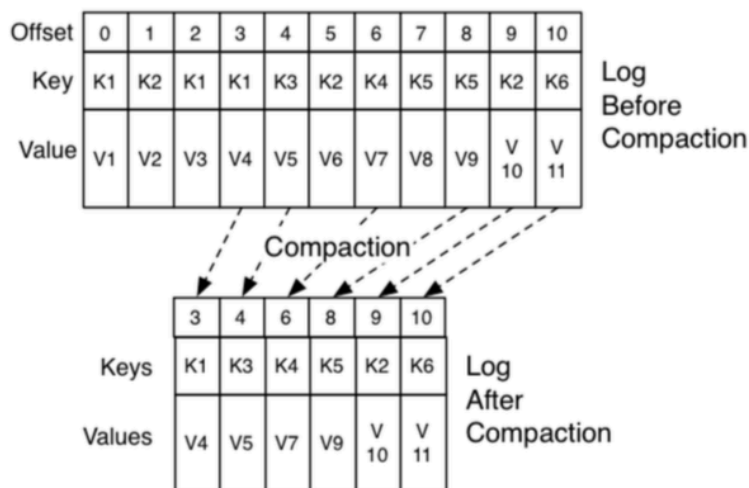 Offset 0 1 2 3 4 5 6 7 8 9 10
Key K1 K2 K1 K1 K3 K2 K4 K5 K5 K2 K6
Value V1 V2 V3 V4 V5 V6 V7 V8 V9 V 10 V 11
Log
Before
Compaction
Compaction
3 4 6 8 9 10
Keys K1 K3 K4 K5 K2 K6
Values V4 V5 V7 V9 V 10 V 11
Log
After
Compaction